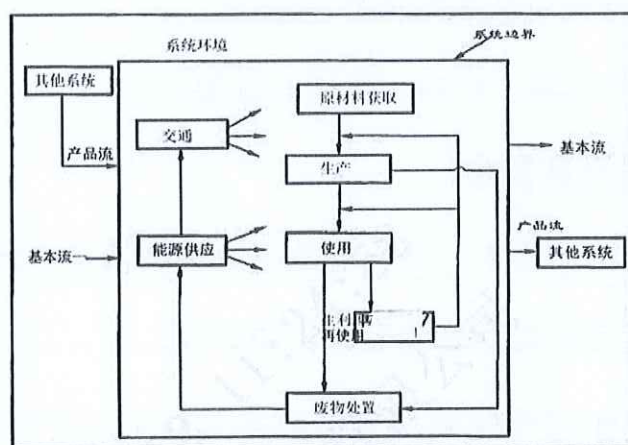 系统环境
系统边界
其他系统
原材料获取
交通
产品流
基本流
生产
产品流
使用
能源供应
基本流
其他系统
再使用
废物处置